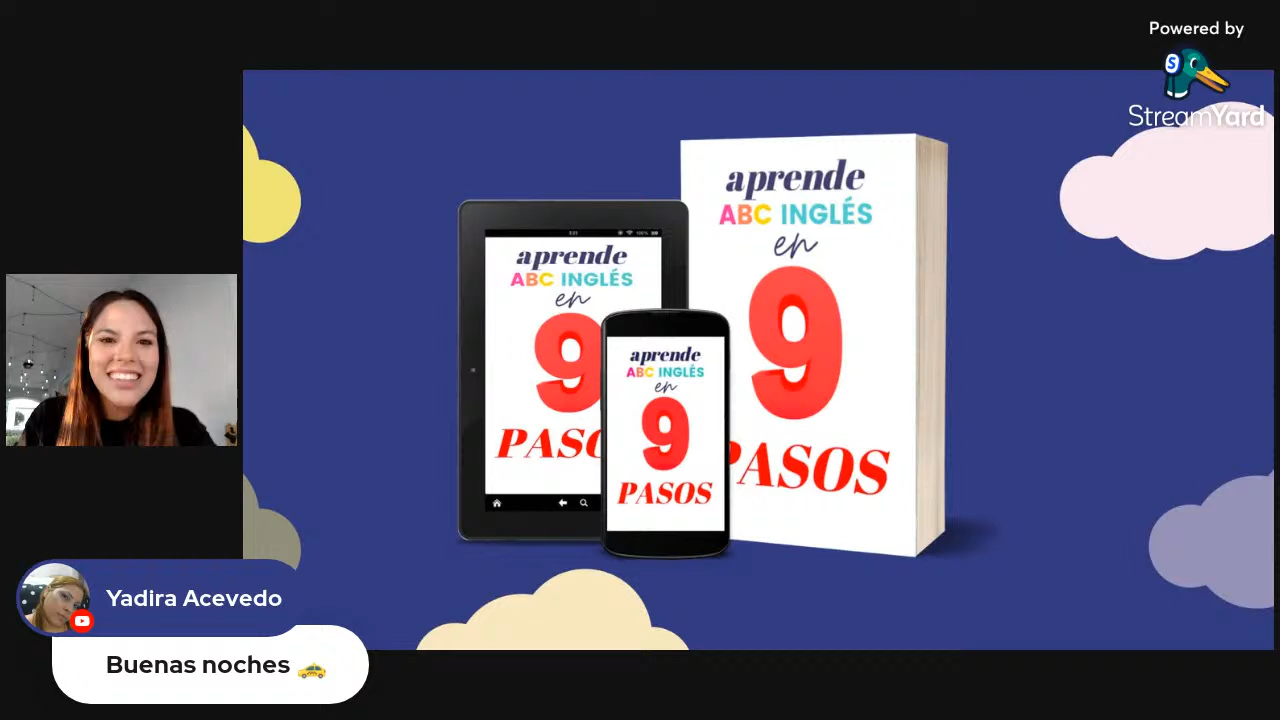 Powered by
StreamYard
aprende
ABC INGLÉS
en
9
PASOS
aprende
ABC INGLÉS
en
9
PASO
aprende
ABC INGLÉS
en
9
PASOS
Yadira Acevedo
Buenas noches 🚕